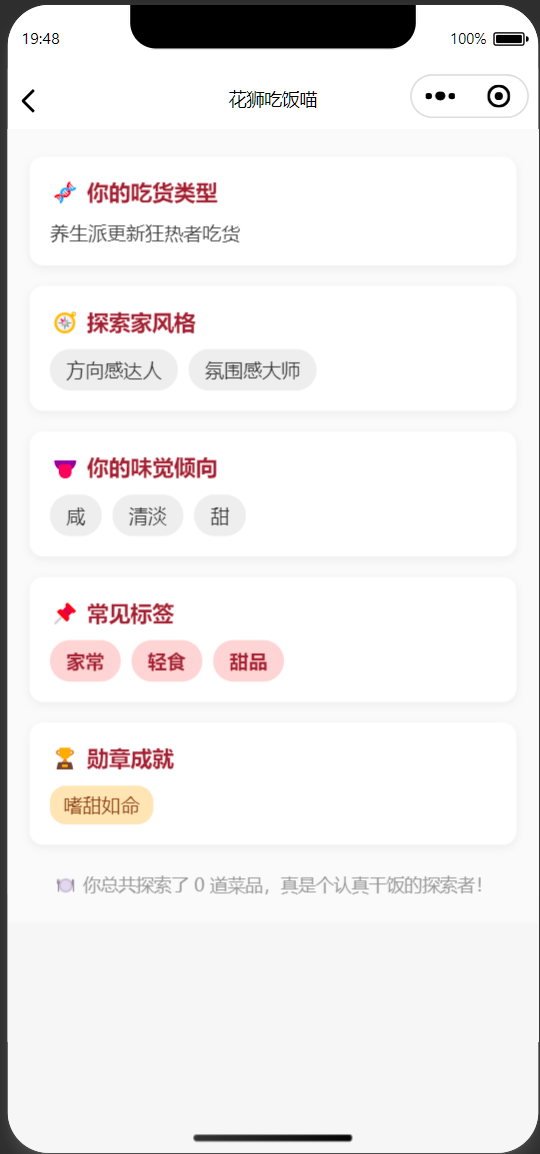 19:48
100%
花狮吃饭喵
你的吃货类型
养生派更新狂热者吃货
探索家风格
方向感达人 氛围感大师
你的味觉倾向
咸 清淡 甜
常见标签
家常 轻食 甜品
勋章成就
嗜甜如命
你总共探索了 0 道菜品，真是个认真干饭的探索者！